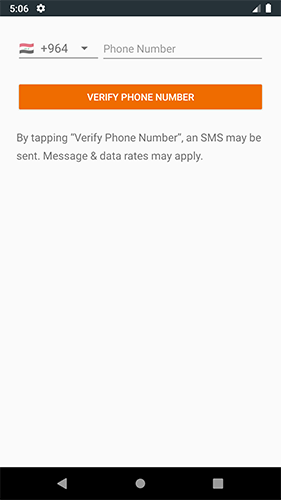 5:06
+964
Phone Number
VERIFY PHONE NUMBER
By tapping “Verify Phone Number”, an SMS may be
sent. Message & data rates may apply.